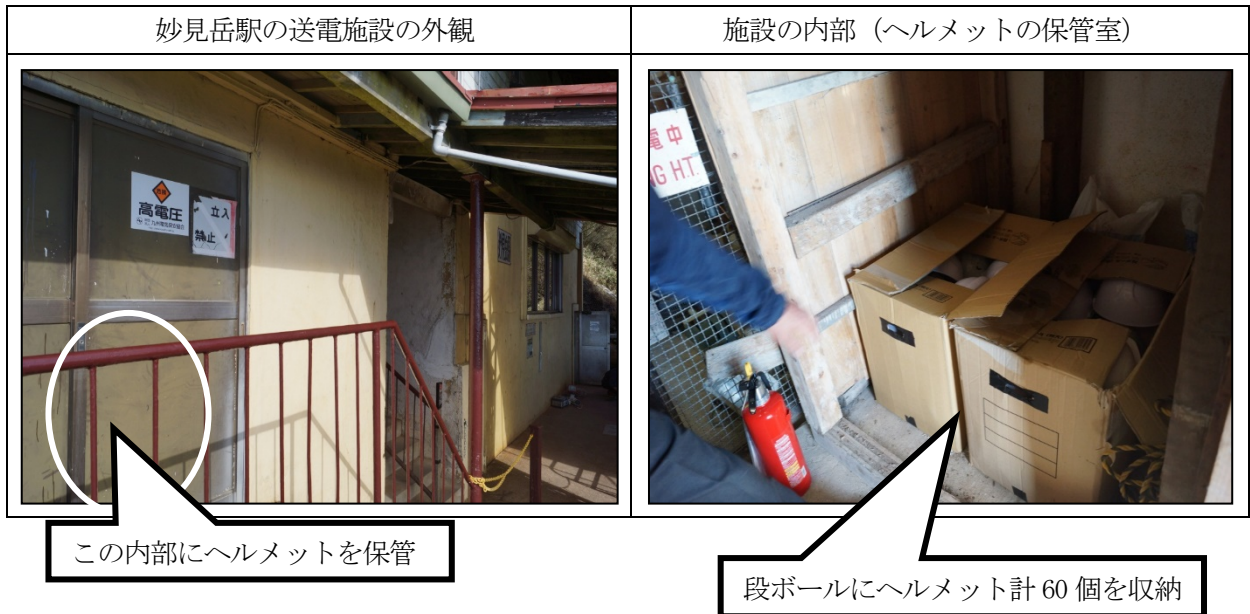 妙見岳駅の送電施設の外観
施設の内部（ヘルメットの保管室）
高電圧
立入
禁止
電中
G H.T.
この内部にヘルメットを保管
段ボールにヘルメット計 60 個を収納